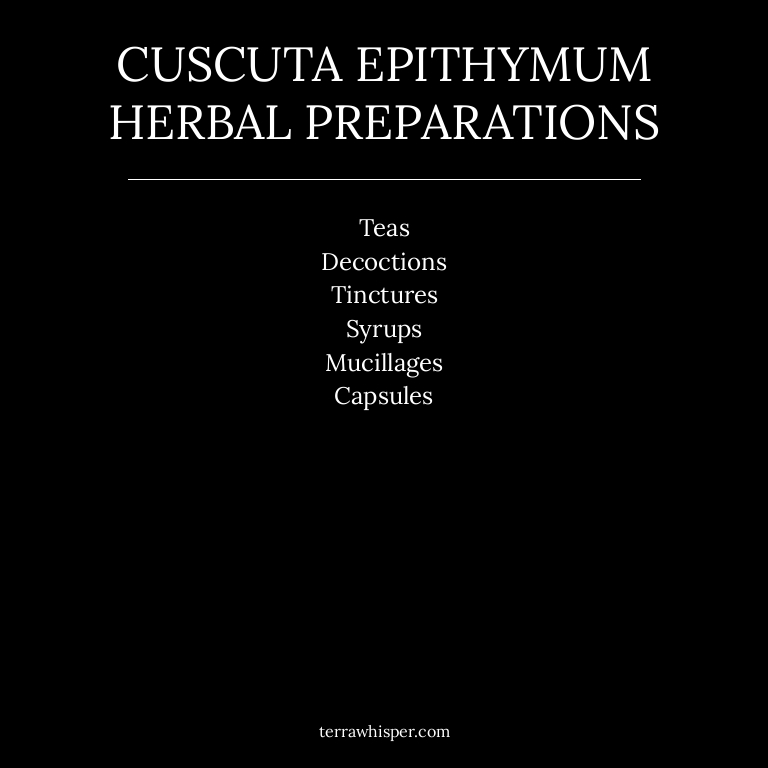 CUSCUTA EPITHYMUM
HERBAL PREPARATIONS
Teas
Decoctions
Tinctures
Syrups
Mucillages
Capsules
terrawhisper.com